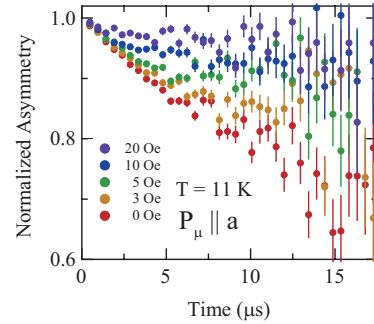 1.0
0.8
0.6
Normalized Asymmetry
20 Oe
10 Oe
5 Oe
3 Oe
0 Oe
T = 11 K
Pμ || a
0
5
10
15
Time (μs)